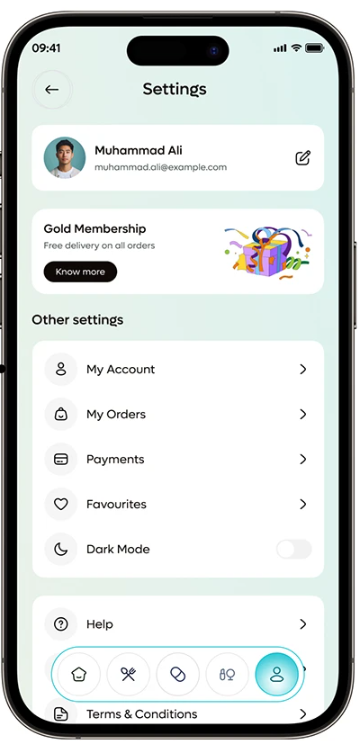 09:41
Settings
Muhammad Ali
muhammad.ali@example.com
Gold Membership
Free delivery on all orders
Know more
Other settings
My Account
My Orders
Payments
Favourites
Dark Mode
Help
Terms & Conditions